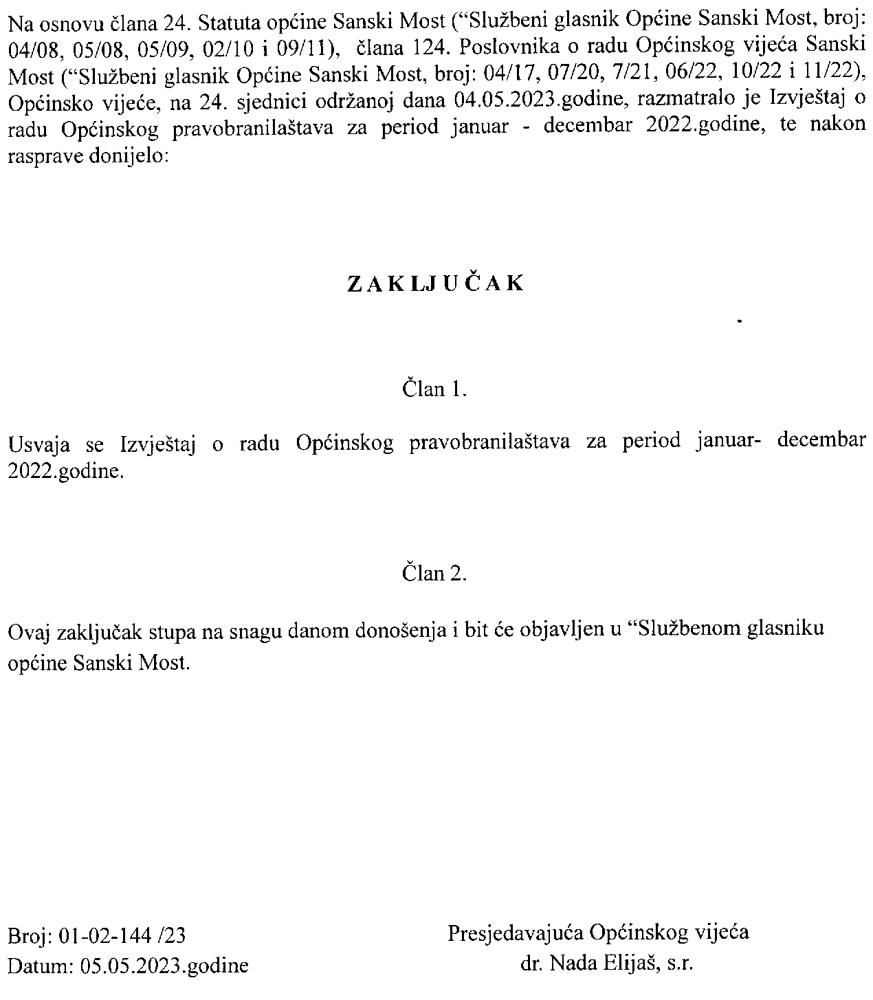 Na osnovu člana 24. Statuta općine Sanski Most (“Službeni glasnik Općine Sanski Most, broj:
04/08, 05/08, 05/09, 02/10 i 09/11), člana 124. Poslovnika o radu Općinskog vijeća Sanski
Most (“Službeni glasnik Općine Sanski Most, broj: 04/17, 07/20, 7/21, 06/22, 10/22 i 11/22),
Općinsko vijeće, na 24. sjednici održanoj dana 04.05.2023.godine, razmatralo je Izvještaj o
radu Općinskog pravobranilaštava za period januar - decembar 2022.godine, te nakon
rasprave donijelo:
Z A K LJ U Č A K
Član 1.
Usvaja se Izvještaj o radu Općinskog pravobranilaštava za period januar- decembar
2022.godine.
Član 2.
Ovaj zaključak stupa na snagu danom donošenja i bit će objavljen u “Službenom glasniku
općine Sanski Most.
Broj: 01-02-144 /23
Datum: 05.05.2023.godine
Presjedavajuća Općinskog vijeća
dr. Nada Elijaš, s.r.